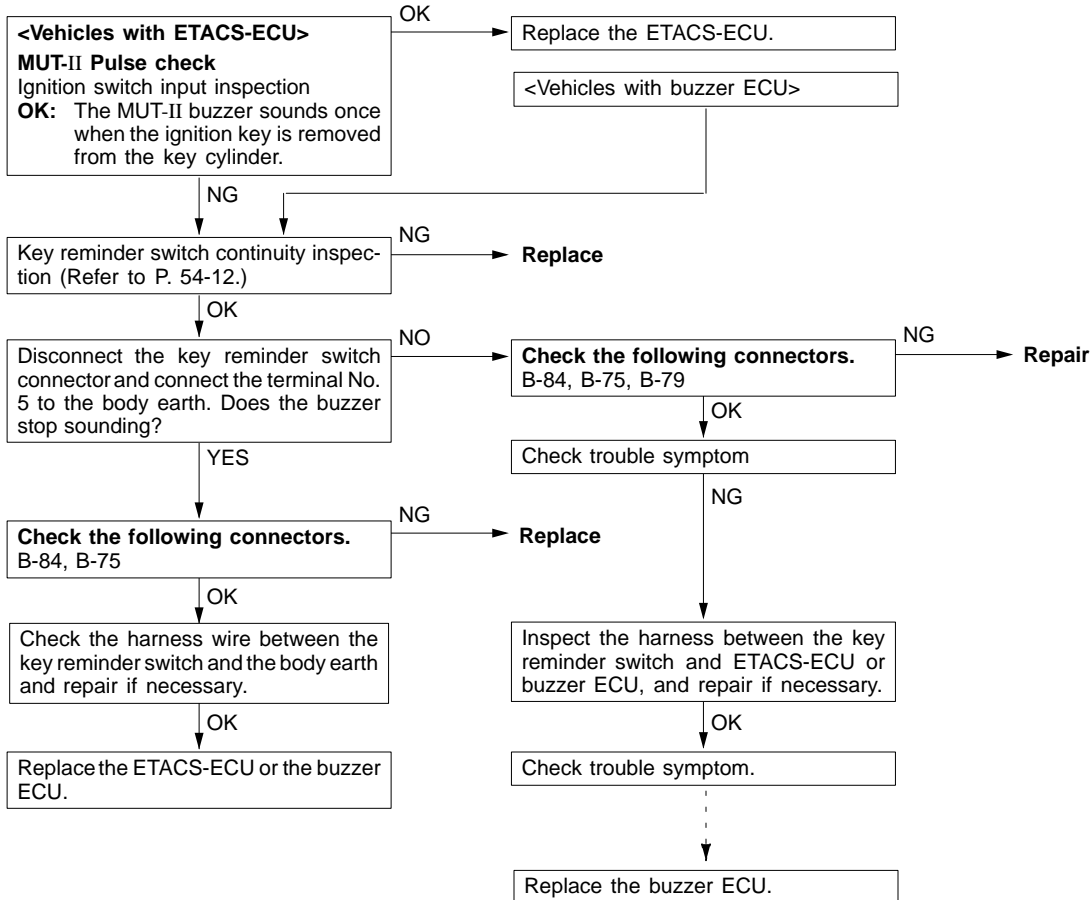 <Vehicles with ETACS-ECU>
MUT-II Pulse check
Ignition switch input inspection
OK: The MUT-II buzzer sounds once
when the ignition key is removed
from the key cylinder.
OK
Replace the ETACS-ECU.
<Vehicles with buzzer ECU>
NG
Key reminder switch continuity inspec-
tion (Refer to P. 54-12.)
NG
Replace
OK
Disconnect the key reminder switch
connector and connect the terminal No.
5 to the body earth. Does the buzzer
stop sounding?
NO
Check the following connectors.
B-84, B-75, B-79
NG
Repair
OK
Check trouble symptom
NG
YES
Check the following connectors.
B-84, B-75
NG
Replace
OK
Check the harness wire between the
key reminder switch and the body earth
and repair if necessary.
Inspect the harness between the key
reminder switch and ETACS-ECU or
buzzer ECU, and repair if necessary.
OK
OK
Replace the ETACS-ECU or the buzzer
ECU.
Check trouble symptom.
Replace the buzzer ECU.